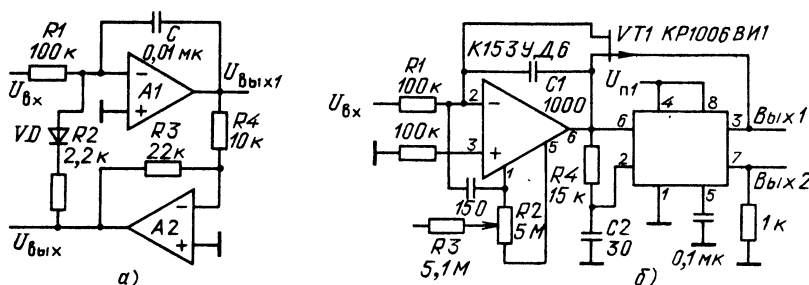 R1
100к
C
0,01 мк
Uвх
A1
Uвых1
VD
R2
2,2к
R3
22к
R4
10к
A2
Uвых
а)
VT1 КР1006ВИ1
К153УД6
R1
100к
C1
1000
Uвх
Uп1
2
3
6
5
1
100к
4
8
6
3
Вых1
2
7
Вых2
1
5
R4
15к
150
R2
5М
R3
5,1М
C2
30
0,1мк
1к
б)